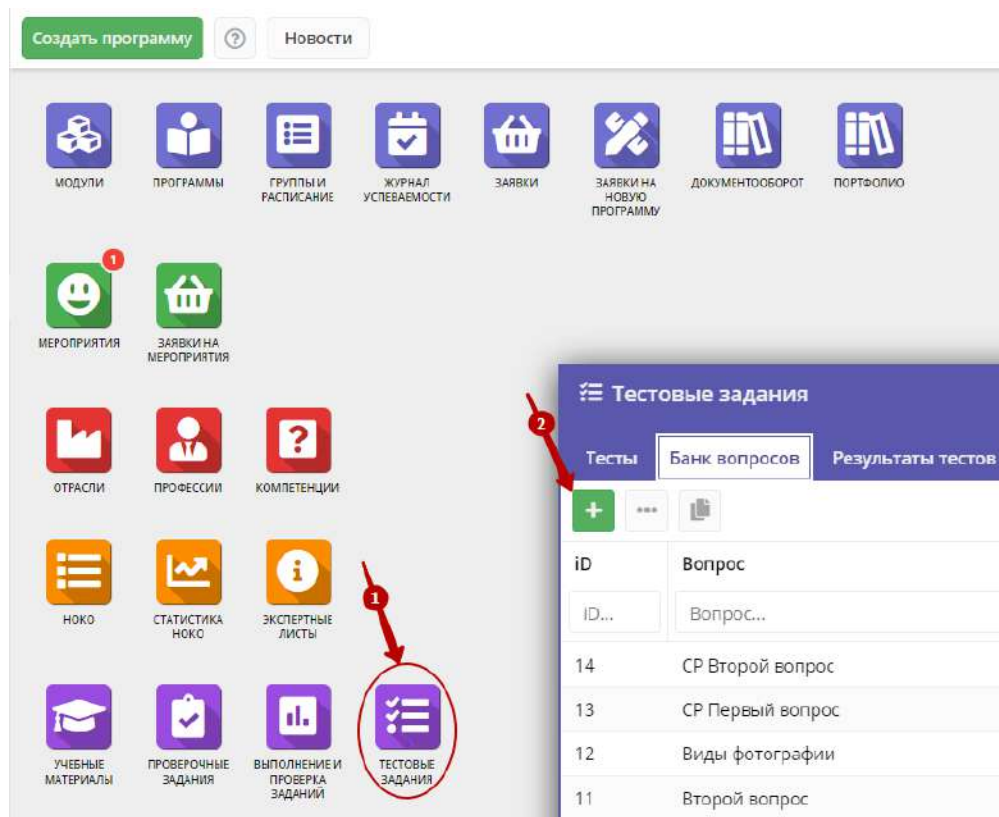 Создать программу
?
Новости
МОДУЛИ
ПРОГРАММЫ
ГРУППЫ И
РАСПИСАНИЕ
ЖУРНАЛ
УСПЕВАЕМОСТИ
ЗАЯВКИ
ЗАЯВКИ НА
НОВУЮ
ПРОГРАММУ
ДОКУМЕНТООБОРОТ
ПОРТФОЛИО
1
МЕРОПРИЯТИЯ
ЗАЯВКИ НА
МЕРОПРИЯТИЯ
ОТРАСЛИ
ПРОФЕССИИ
?
КОМПЕТЕНЦИИ
НОКО
СТАТИСТИКА
НОКО
i
ЭКСПЕРТНЫЕ
ЛИСТЫ
1
УЧЕБНЫЕ
МАТЕРИАЛЫ
ПРОВЕРОЧНЫЕ
ЗАДАНИЯ
ВЫПОЛНЕНИЕ И
ПРОВЕРКА
ЗАДАНИЙ
ТЕСТОВЫЕ
ЗАДАНИЯ
2
Тестовые задания
Тесты Банк вопросов Результаты тестов
+ •••
iD Вопрос
iD... Вопрос...
14 СР Второй вопрос
13 СР Первый вопрос
12 Виды фотографии
11 Второй вопрос